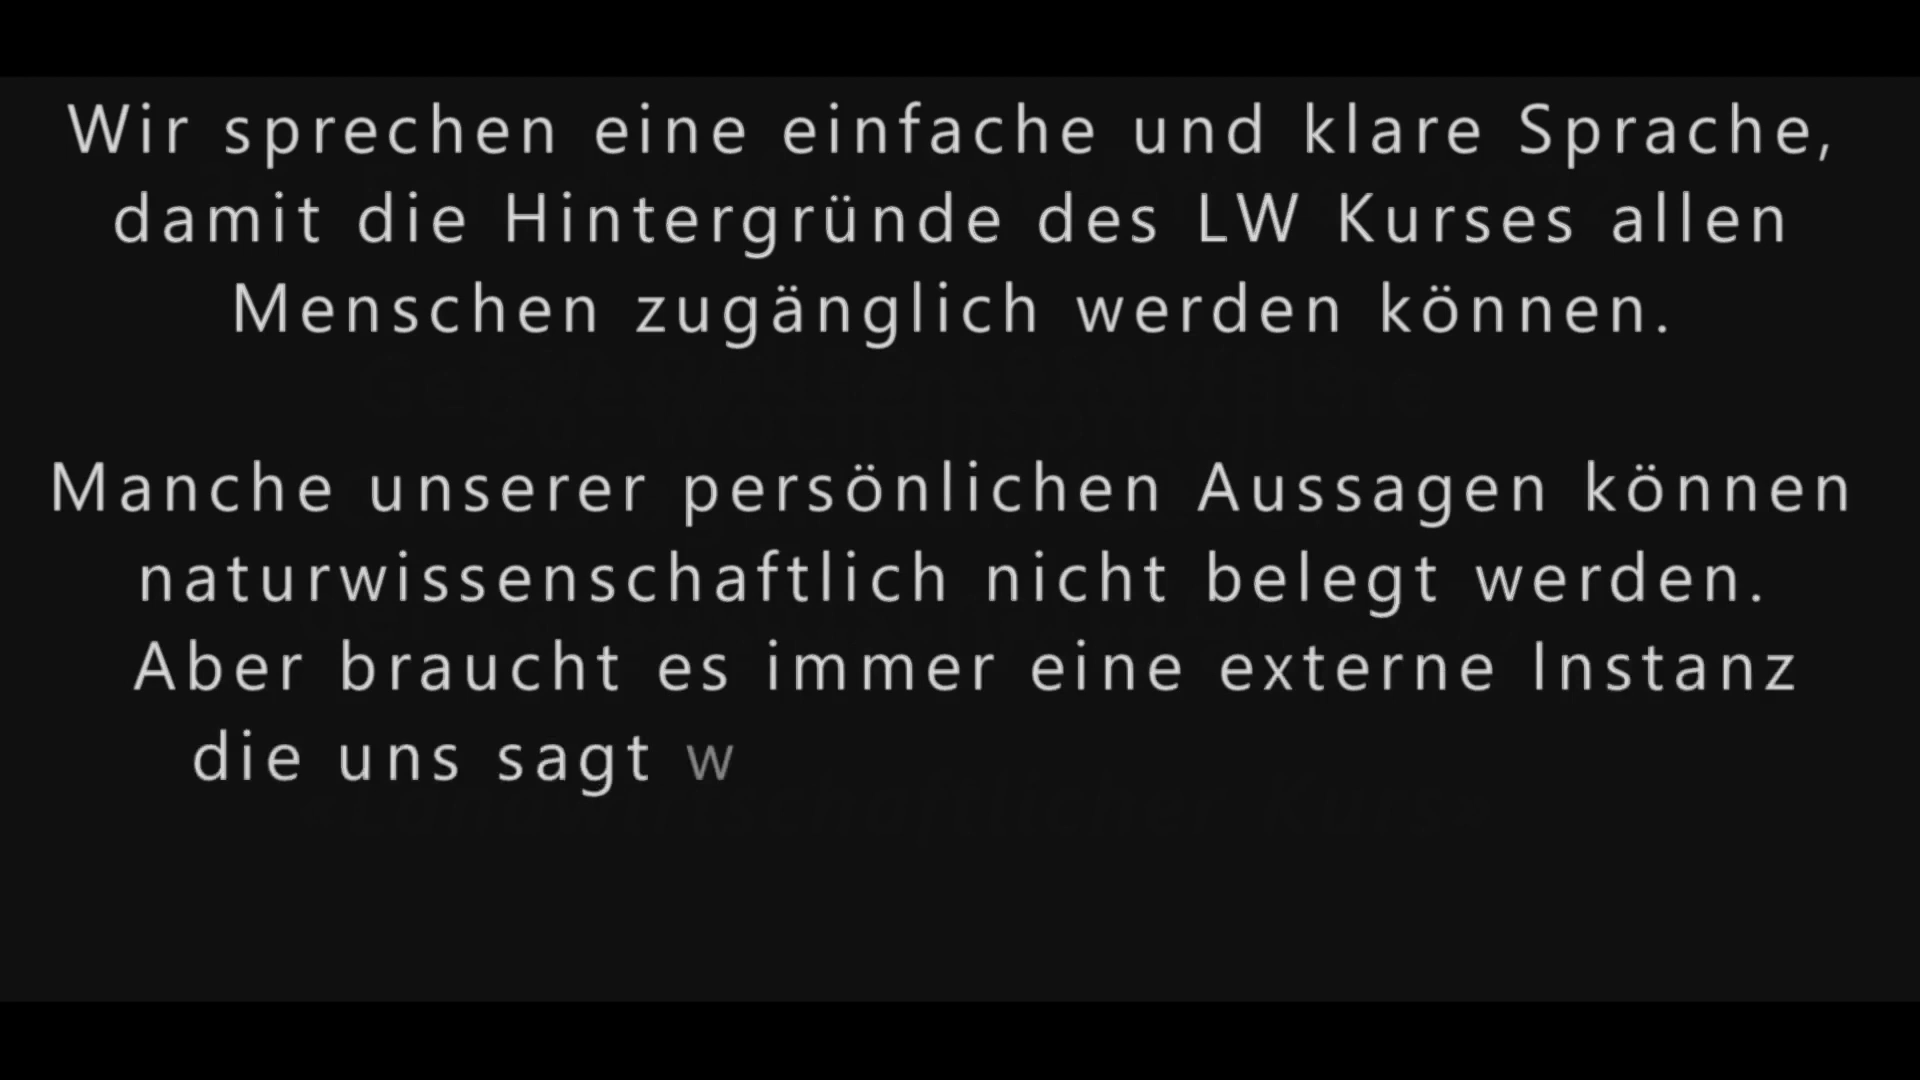 Wir sprechen eine einfache und klare Sprache,
damit die Hintergründe des LW Kurses allen
Menschen zugänglich werden können.
Manche unserer persönlichen Aussagen können
naturwissenschaftlich nicht belegt werden.
Aber braucht es immer eine externe Instanz
die uns sagt w